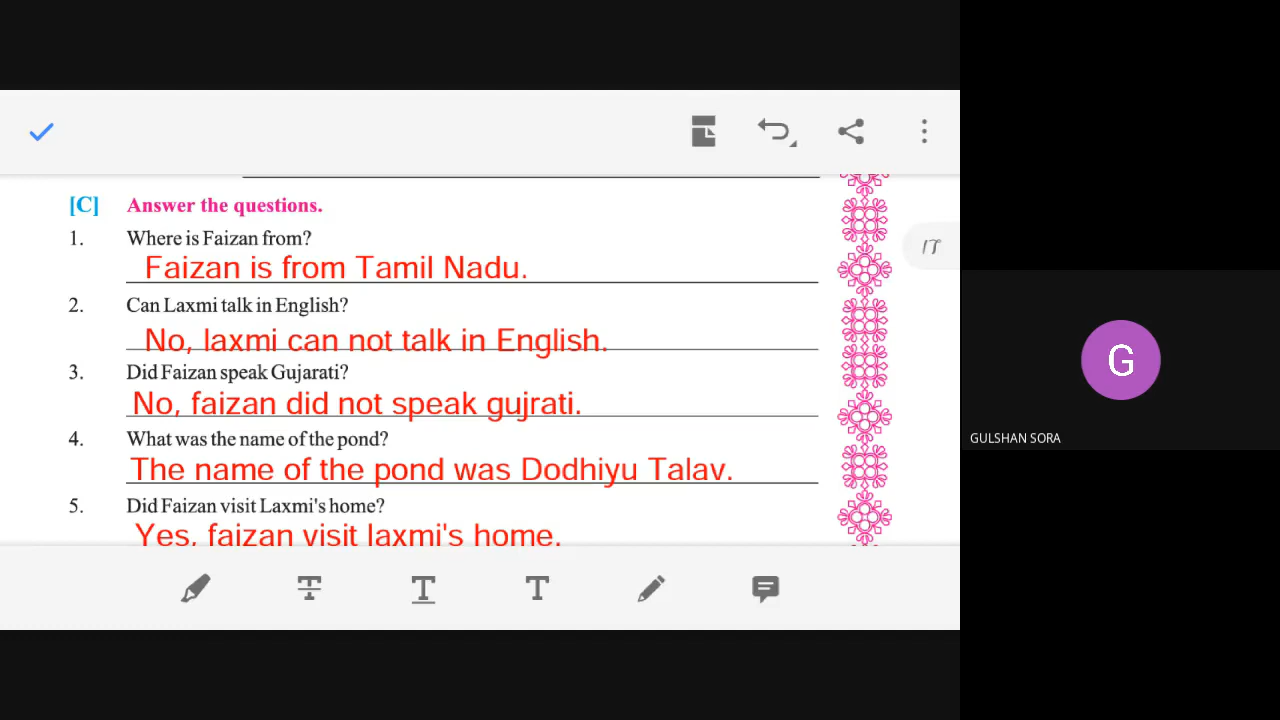 [C] Answer the questions.
1. Where is Faizan from?
Faizan is from Tamil Nadu.
2. Can Laxmi talk in English?
No, laxmi can not talk in English.
3. Did Faizan speak Gujarati?
No, faizan did not speak gujrati.
4. What was the name of the pond?
The name of the pond was Dodhiyu Talav.
5. Did Faizan visit Laxmi's home?
Yes, faizan visit laxmi's home.
G
GULSHAN SORA
T
T
T